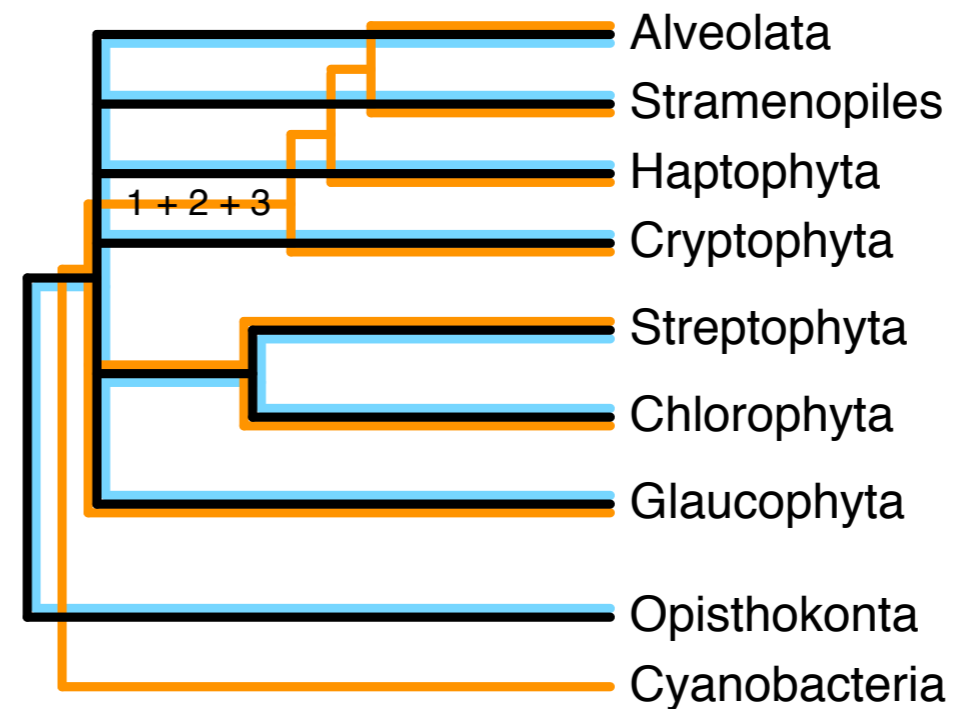 Alveolata
Stramenopiles
Haptophyta
1 + 2 + 3
Cryptophyta
Streptophyta
Chlorophyta
Glaucophyta
Opisthokonta
Cyanobacteria